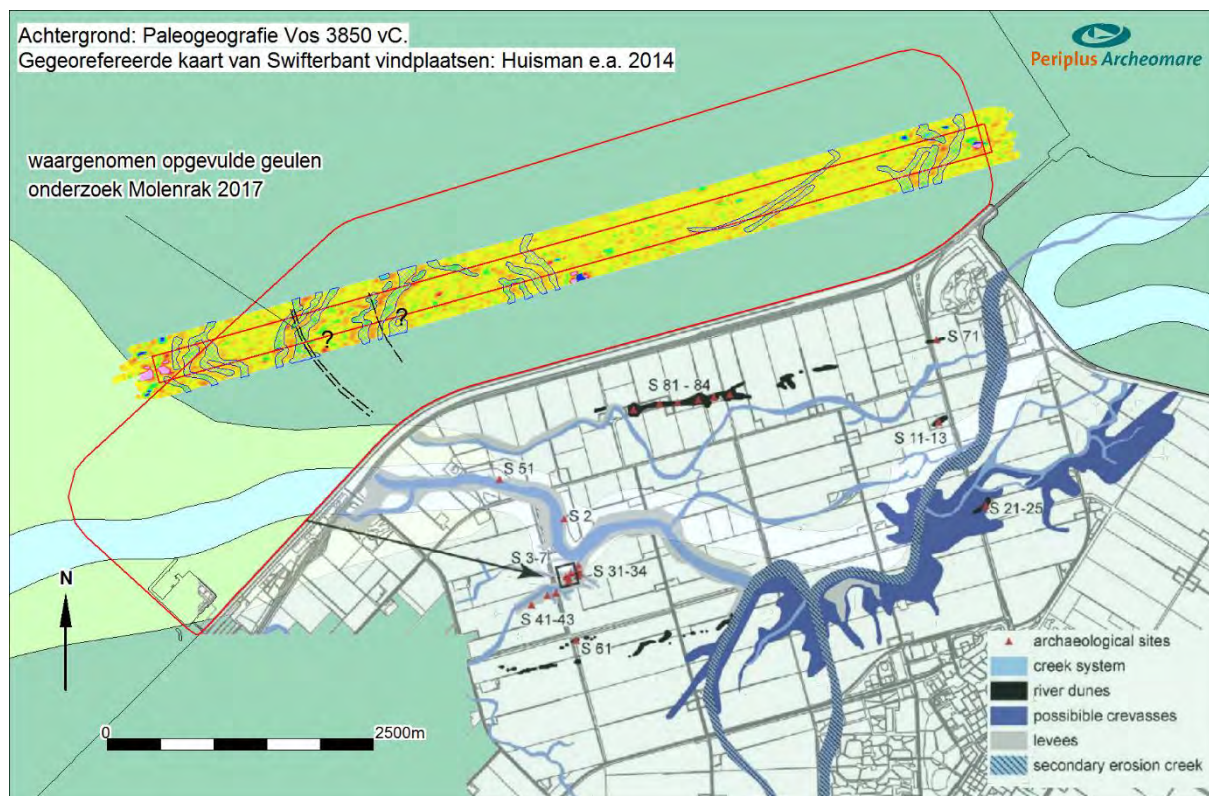 Achtergrond: Paleogeografie Vos 3850 vC.
Gegeorefereerde kaart van Swifterbant vindplaatsen: Huisman e.a. 2014
Periplus Archeomare
waargenomen opgevulde geulen
onderzoek Molenrak 2017
?
?
S 71
S 81 - 84
S 11-13
S 51
S 21-25
S 2
S 3-7
S 31-34
S 41-43
S 61
N
0
2500m
archaeological sites
creek system
river dunes
possibible crevasses
levees
secondary erosion creek